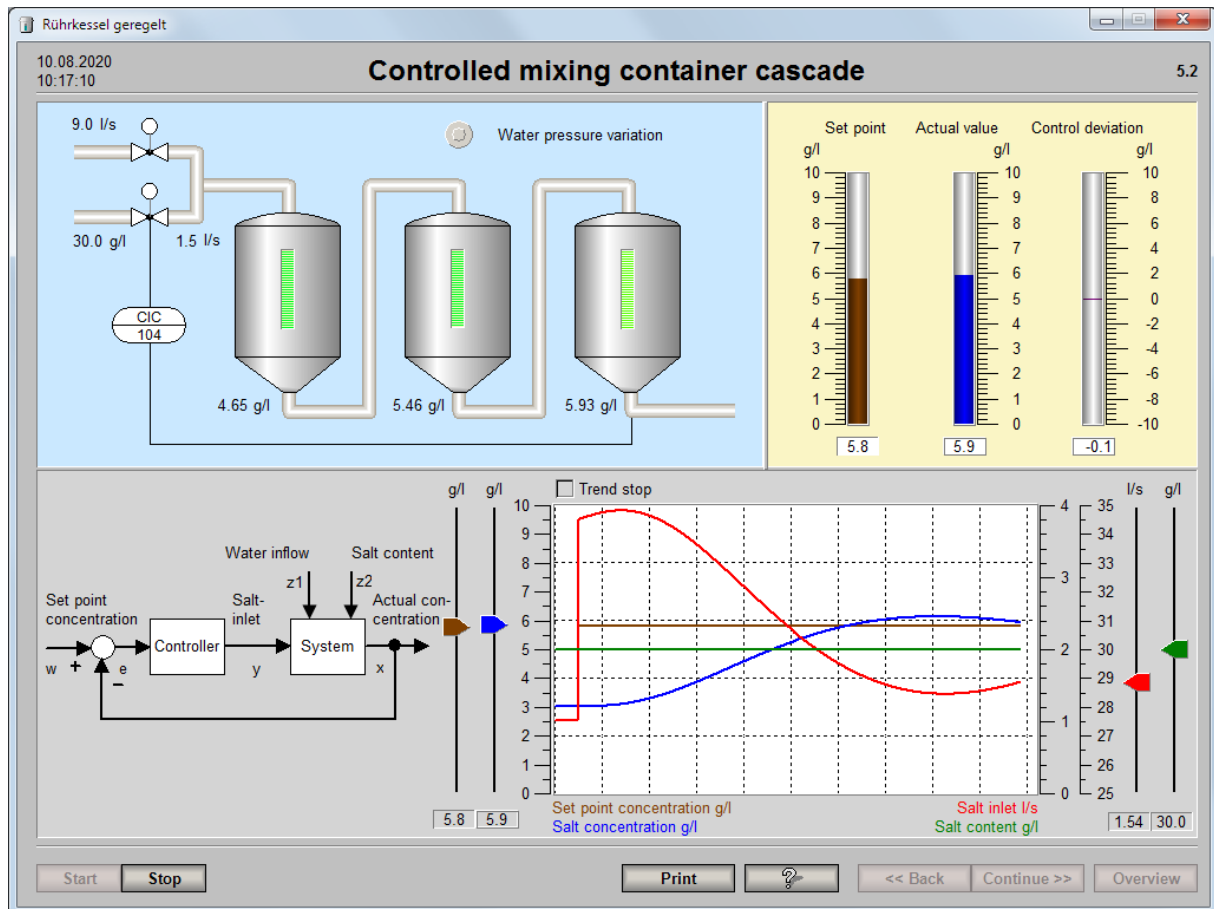 Rührkessel geregelt
10.08.2020
10:17:10
Controlled mixing container cascade
5.2
9.0 l/s
Water pressure variation
30.0 g/l
1.5 l/s
CIC
104
4.65 g/l
5.46 g/l
5.93 g/l
Set point
Actual value
Control deviation
g/l
g/l
g/l
10
9
8
7
6
5
4
3
2
1
0
10
9
8
7
6
5
4
3
2
1
0
10
8
6
4
2
0
-2
-4
-6
-8
-10
5.8
5.9
-0.1
Water inflow
Salt content
z1
z2
Set point
concentration
Salt-
inlet
Actual con-
centration
Controller
System
w
+
e
−
y
x
g/l
g/l
5.8
5.9
Trend stop
10
9
8
7
6
5
4
3
2
1
0
4
3
2
1
0
35
34
33
32
31
30
29
28
27
26
25
l/s
g/l
Set point concentration g/l
Salt inlet l/s
Salt concentration g/l
Salt content g/l
1.54
30.0
Start
Stop
Print
?
<< Back
Continue >>
Overview